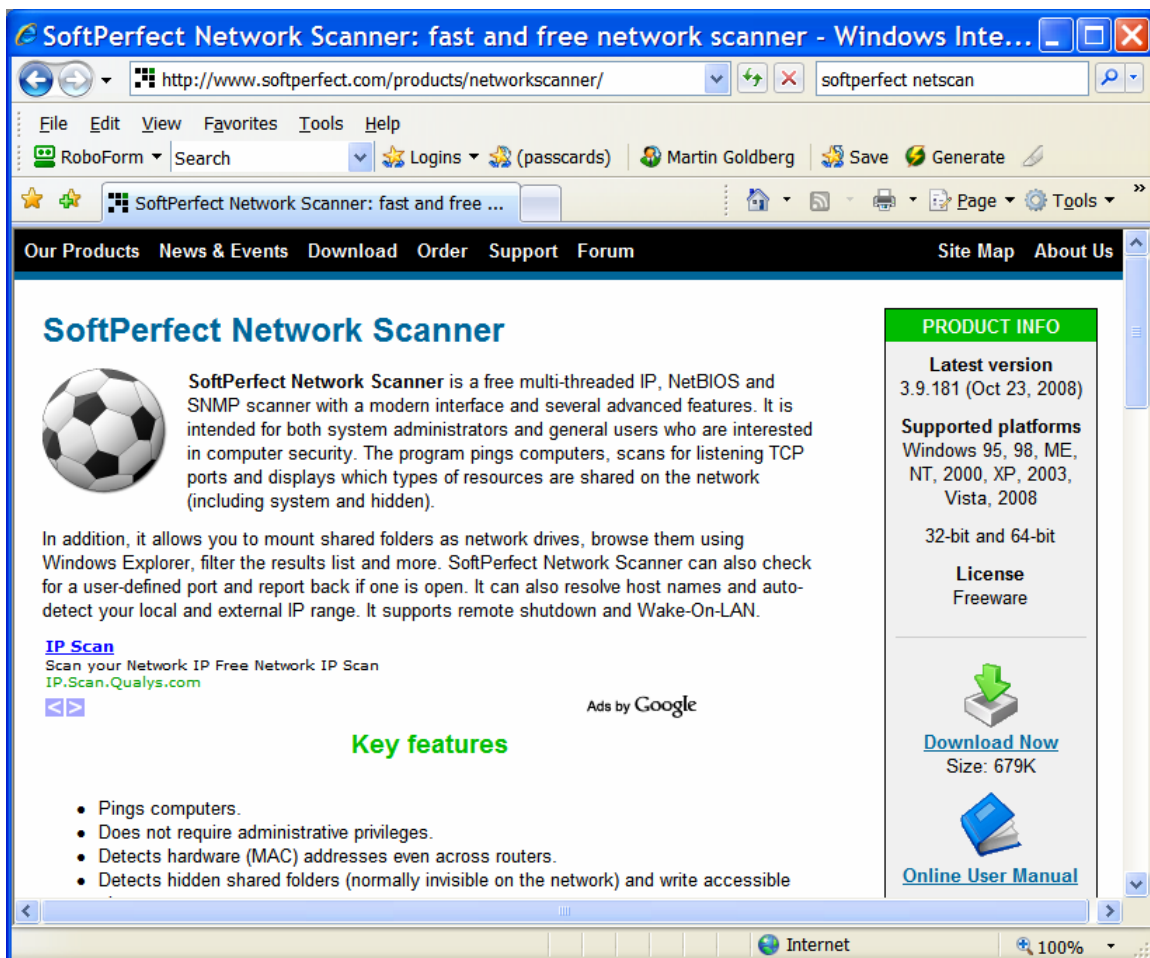 SoftPerfect Network Scanner: fast and free network scanner - Windows Inte...
http://www.softperfect.com/products/networkscanner/
softperfect netscan
File Edit View Favorites Tools Help
RoboForm Search Logins (passcards) Martin Goldberg Save Generate
SoftPerfect Network Scanner: fast and free ...
Page Tools »
Our Products News & Events Download Order Support Forum Site Map About Us
SoftPerfect Network Scanner
SoftPerfect Network Scanner is a free multi-threaded IP, NetBIOS and
SNMP scanner with a modern interface and several advanced features. It is
intended for both system administrators and general users who are interested
in computer security. The program pings computers, scans for listening TCP
ports and displays which types of resources are shared on the network
(including system and hidden).
In addition, it allows you to mount shared folders as network drives, browse them using
Windows Explorer, filter the results list and more. SoftPerfect Network Scanner can also check
for a user-defined port and report back if one is open. It can also resolve host names and auto-
detect your local and external IP range. It supports remote shutdown and Wake-On-LAN.
IP Scan
Scan your Network IP Free Network IP Scan
IP.Scan.Qualys.com
< >
Ads by Google
Key features
• Pings computers.
• Does not require administrative privileges.
• Detects hardware (MAC) addresses even across routers.
• Detects hidden shared folders (normally invisible on the network) and write accessible
PRODUCT INFO
Latest version
3.9.181 (Oct 23, 2008)
Supported platforms
Windows 95, 98, ME,
NT, 2000, XP, 2003,
Vista, 2008
32-bit and 64-bit
License
Freeware
Download Now
Size: 679K
Online User Manual
Internet
100%